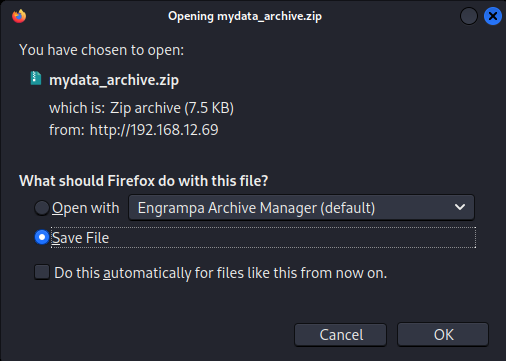 Opening mydata_archive.zip
You have chosen to open:
mydata_archive.zip
which is: Zip archive (7.5 KB)
from: http://192.168.12.69
What should Firefox do with this file?
Open with Engrampa Archive Manager (default)
Save File
Do this automatically for files like this from now on.
Cancel OK